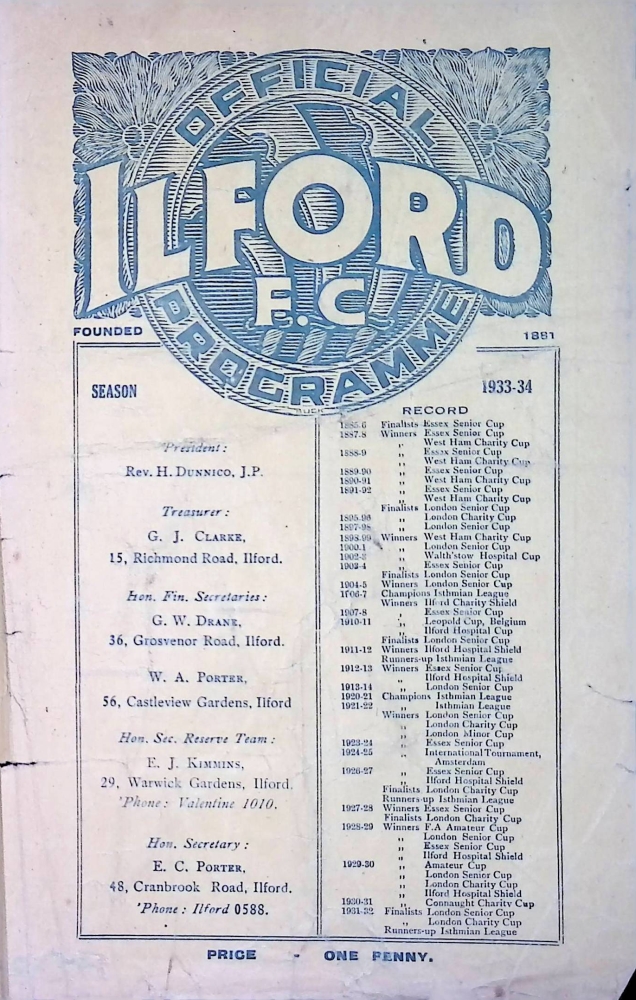 OFFICIAL
ILFORD
F.C
PROGRAMME
FOUNDED 1881
SEASON 1933-34
President:
Rev. H. DUNNICO, J.P.
Treasurer:
G. J. CLARKE,
15, Richmond Road, Ilford.
Hon. Fin. Secretaries:
G. W. DRANE,
36, Grosvenor Road, Ilford.
W. A. PORTER,
56, Castleview Gardens, Ilford
Hon. Sec. Reserve Team:
E. J. KIMMINS,
29, Warwick Gardens, Ilford.
'Phone: Valentine 1010.
Hon. Secretary:
E. C. PORTER,
48, Cranbrook Road, Ilford.
'Phone: Ilford 0588.
RECORD
1885-6 Finalists Essex Senior Cup
1887-8 Winners Essex Senior Cup
,, West Ham Charity Cup
1888-9 ,, Essex Senior Cup
,, West Ham Charity Cup
1889-90 ,, Essex Senior Cup
1890-91 ,, West Ham Charity Cup
1891-92 ,, Essex Senior Cup
,, West Ham Charity Cup
Finalists London Senior Cup
1895-96 ,, London Charity Cup
1897-98 ,, London Senior Cup
1898-99 Winners West Ham Charity Cup
1900-1 ,, London Senior Cup
1902-3 ,, Walth'stow Hospital Cup
1903-4 ,, Essex Senior Cup
Finalists London Senior Cup
1904-5 Winners London Senior Cup
1906-7 Champions Isthmian League
Winners Ilford Charity Shield
1907-8 ,, Essex Senior Cup
1910-11 ,, Leopold Cup, Belgium
,, Ilford Hospital Cup
Finalists London Senior Cup
1911-12 Winners Ilford Hospital Shield
Runners-up Isthmian League
1912-13 Winners Essex Senior Cup
,, Ilford Hospital Shield
1913-14 ,, London Senior Cup
1920-21 Champions Isthmian League
1921-22 ,, Isthmian League
Winners London Senior Cup
,, London Charity Cup
,, London Minor Cup
1923-24 ,, Essex Senior Cup
1924-25 ,, International Tournament,
Amsterdam
1926-27 ,, Essex Senior Cup
,, Ilford Hospital Shield
Finalists London Charity Cup
Runners-up Isthmian League
1927-28 Winners Essex Senior Cup
Finalists London Charity Cup
1928-29 Winners F.A Amateur Cup
,, London Senior Cup
,, Essex Senior Cup
,, Ilford Hospital Shield
1929-30 ,, Amateur Cup
,, London Senior Cup
,, London Charity Cup
,, Ilford Hospital Shield
1930-31 ,, Connaught Charity Cup
1931-32 Finalists London Senior Cup
,, London Charity Cup
Runners-up Isthmian League
PRICE - ONE PENNY.